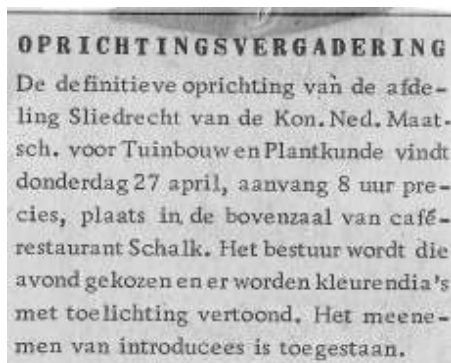 OPRICHTINGSVERGADERING
De definitieve oprichting van de afde-
ling Sliedrecht van de Kon. Ned. Maat-
sch. voor Tuinbouw en Plantkunde vindt
donderdag 27 april, aanvang 8 uur pre-
cies, plaats in de bovenzaal van café-
restaurant Schalk. Het bestuur wordt die
avond gekozen en er worden kleurendia's
met toelichting vertoond. Het meene-
men van introducees is toegestaan.